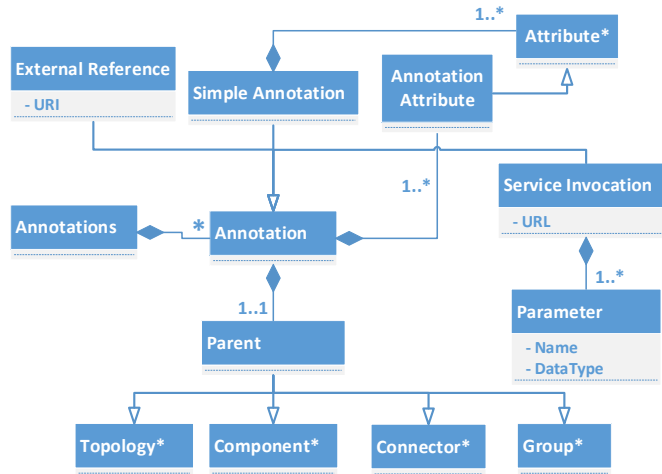 1..*
Attribute*
External Reference
- URI
Simple Annotation
Annotation
Attribute
1..*
Service Invocation
- URL
Annotations
*
Annotation
1..*
1..1
Parent
Parameter
- Name
- DataType
Topology*
Component*
Connector*
Group*